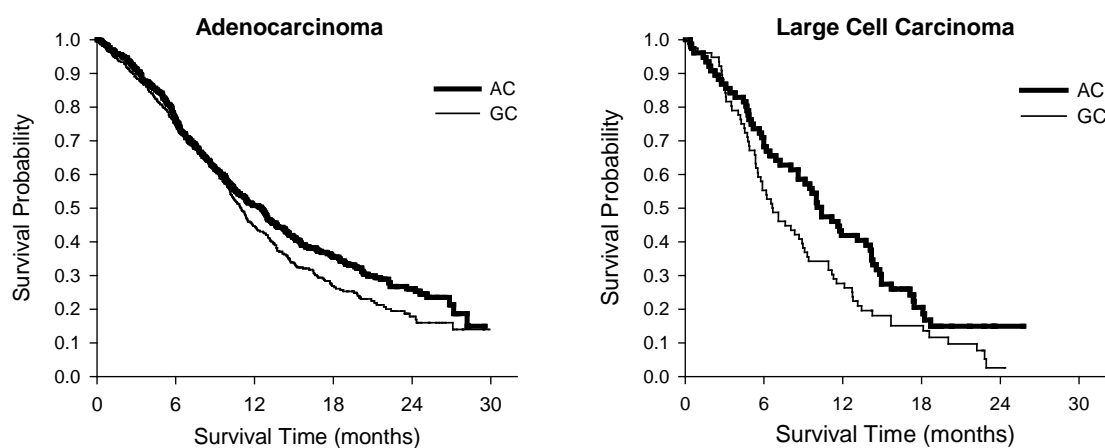 Adenocarcinoma
Survival Probability
1.0
0.9
0.8
0.7
0.6
0.5
0.4
0.3
0.2
0.1
0.0
AC
GC
0 6 12 18 24 30
Survival Time (months)
Large Cell Carcinoma
Survival Probability
1.0
0.9
0.8
0.7
0.6
0.5
0.4
0.3
0.2
0.1
0.0
AC
GC
0 6 12 18 24 30
Survival Time (months)